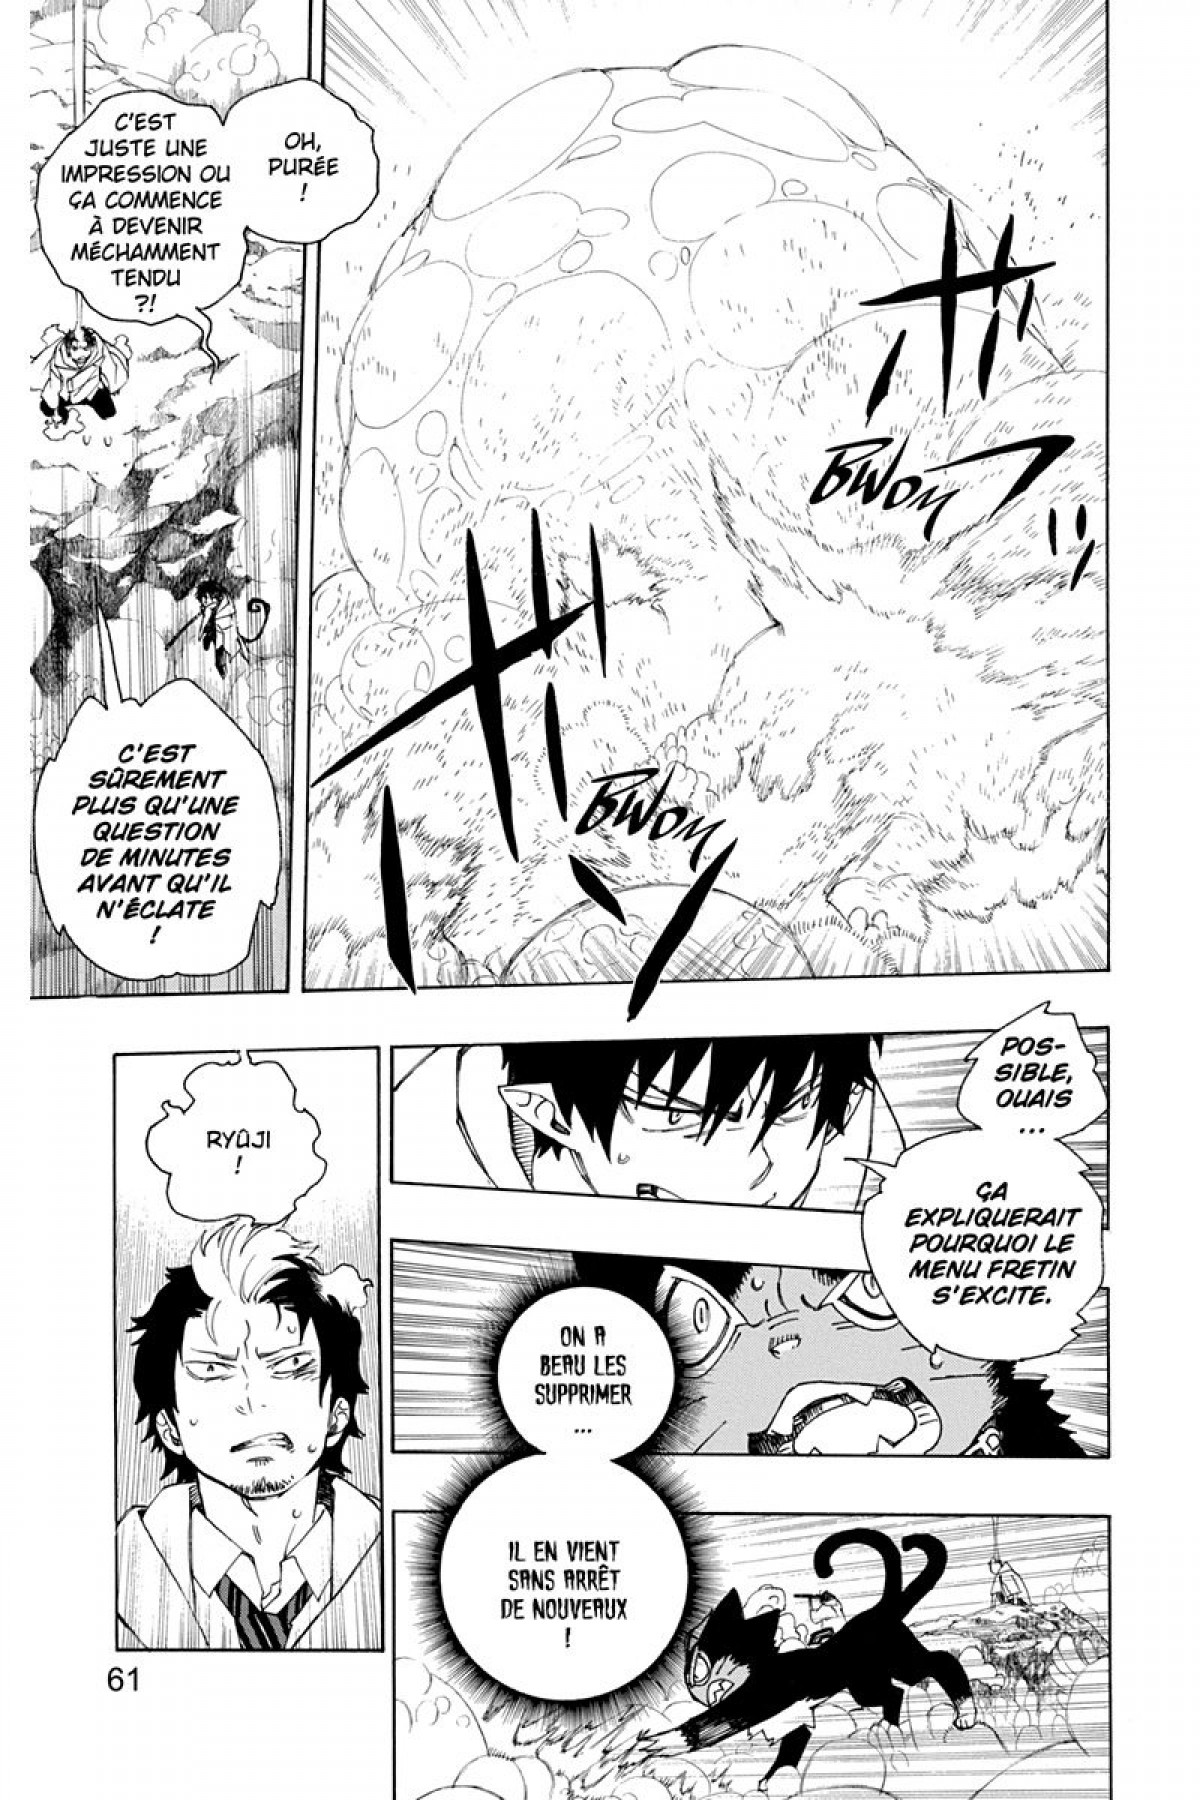 BWOM
BWOM
OH,
PURÉE
!
C'EST
JUSTE UNE
IMPRESSION OU
ÇA COMMENCE
À DEVENIR
MÉCHAMMENT
TENDU
?!
C'EST
SÛREMENT
PLUS QU'UNE
QUESTION
DE MINUTES
AVANT QU'IL
N'ÉCLATE
!
POS-
SIBLE,
OUAIS
...
ÇA
EXPLIQUERAIT
POURQUOI LE
MENU FRETIN
S'EXCITE.
ON A
BEAU LES
SUPPRIMER
...
IL EN VIENT
SANS ARRÊT
DE NOUVEAUX
!
RYÛJI
!
61